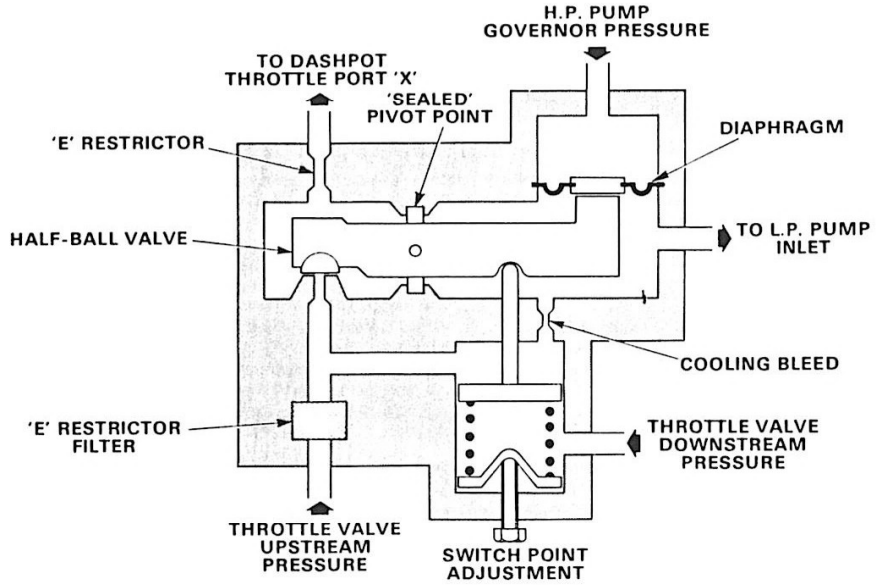 H.P. PUMP
GOVERNOR PRESSURE
TO DASHPOT
THROTTLE PORT 'X'
'SEALED'
PIVOT POINT
'E' RESTRICTOR
DIAPHRAGM
HALF-BALL VALVE
TO L.P. PUMP
INLET
COOLING BLEED
'E' RESTRICTOR
FILTER
THROTTLE VALVE
DOWNSTREAM
PRESSURE
THROTTLE VALVE
UPSTREAM
PRESSURE
SWITCH POINT
ADJUSTMENT